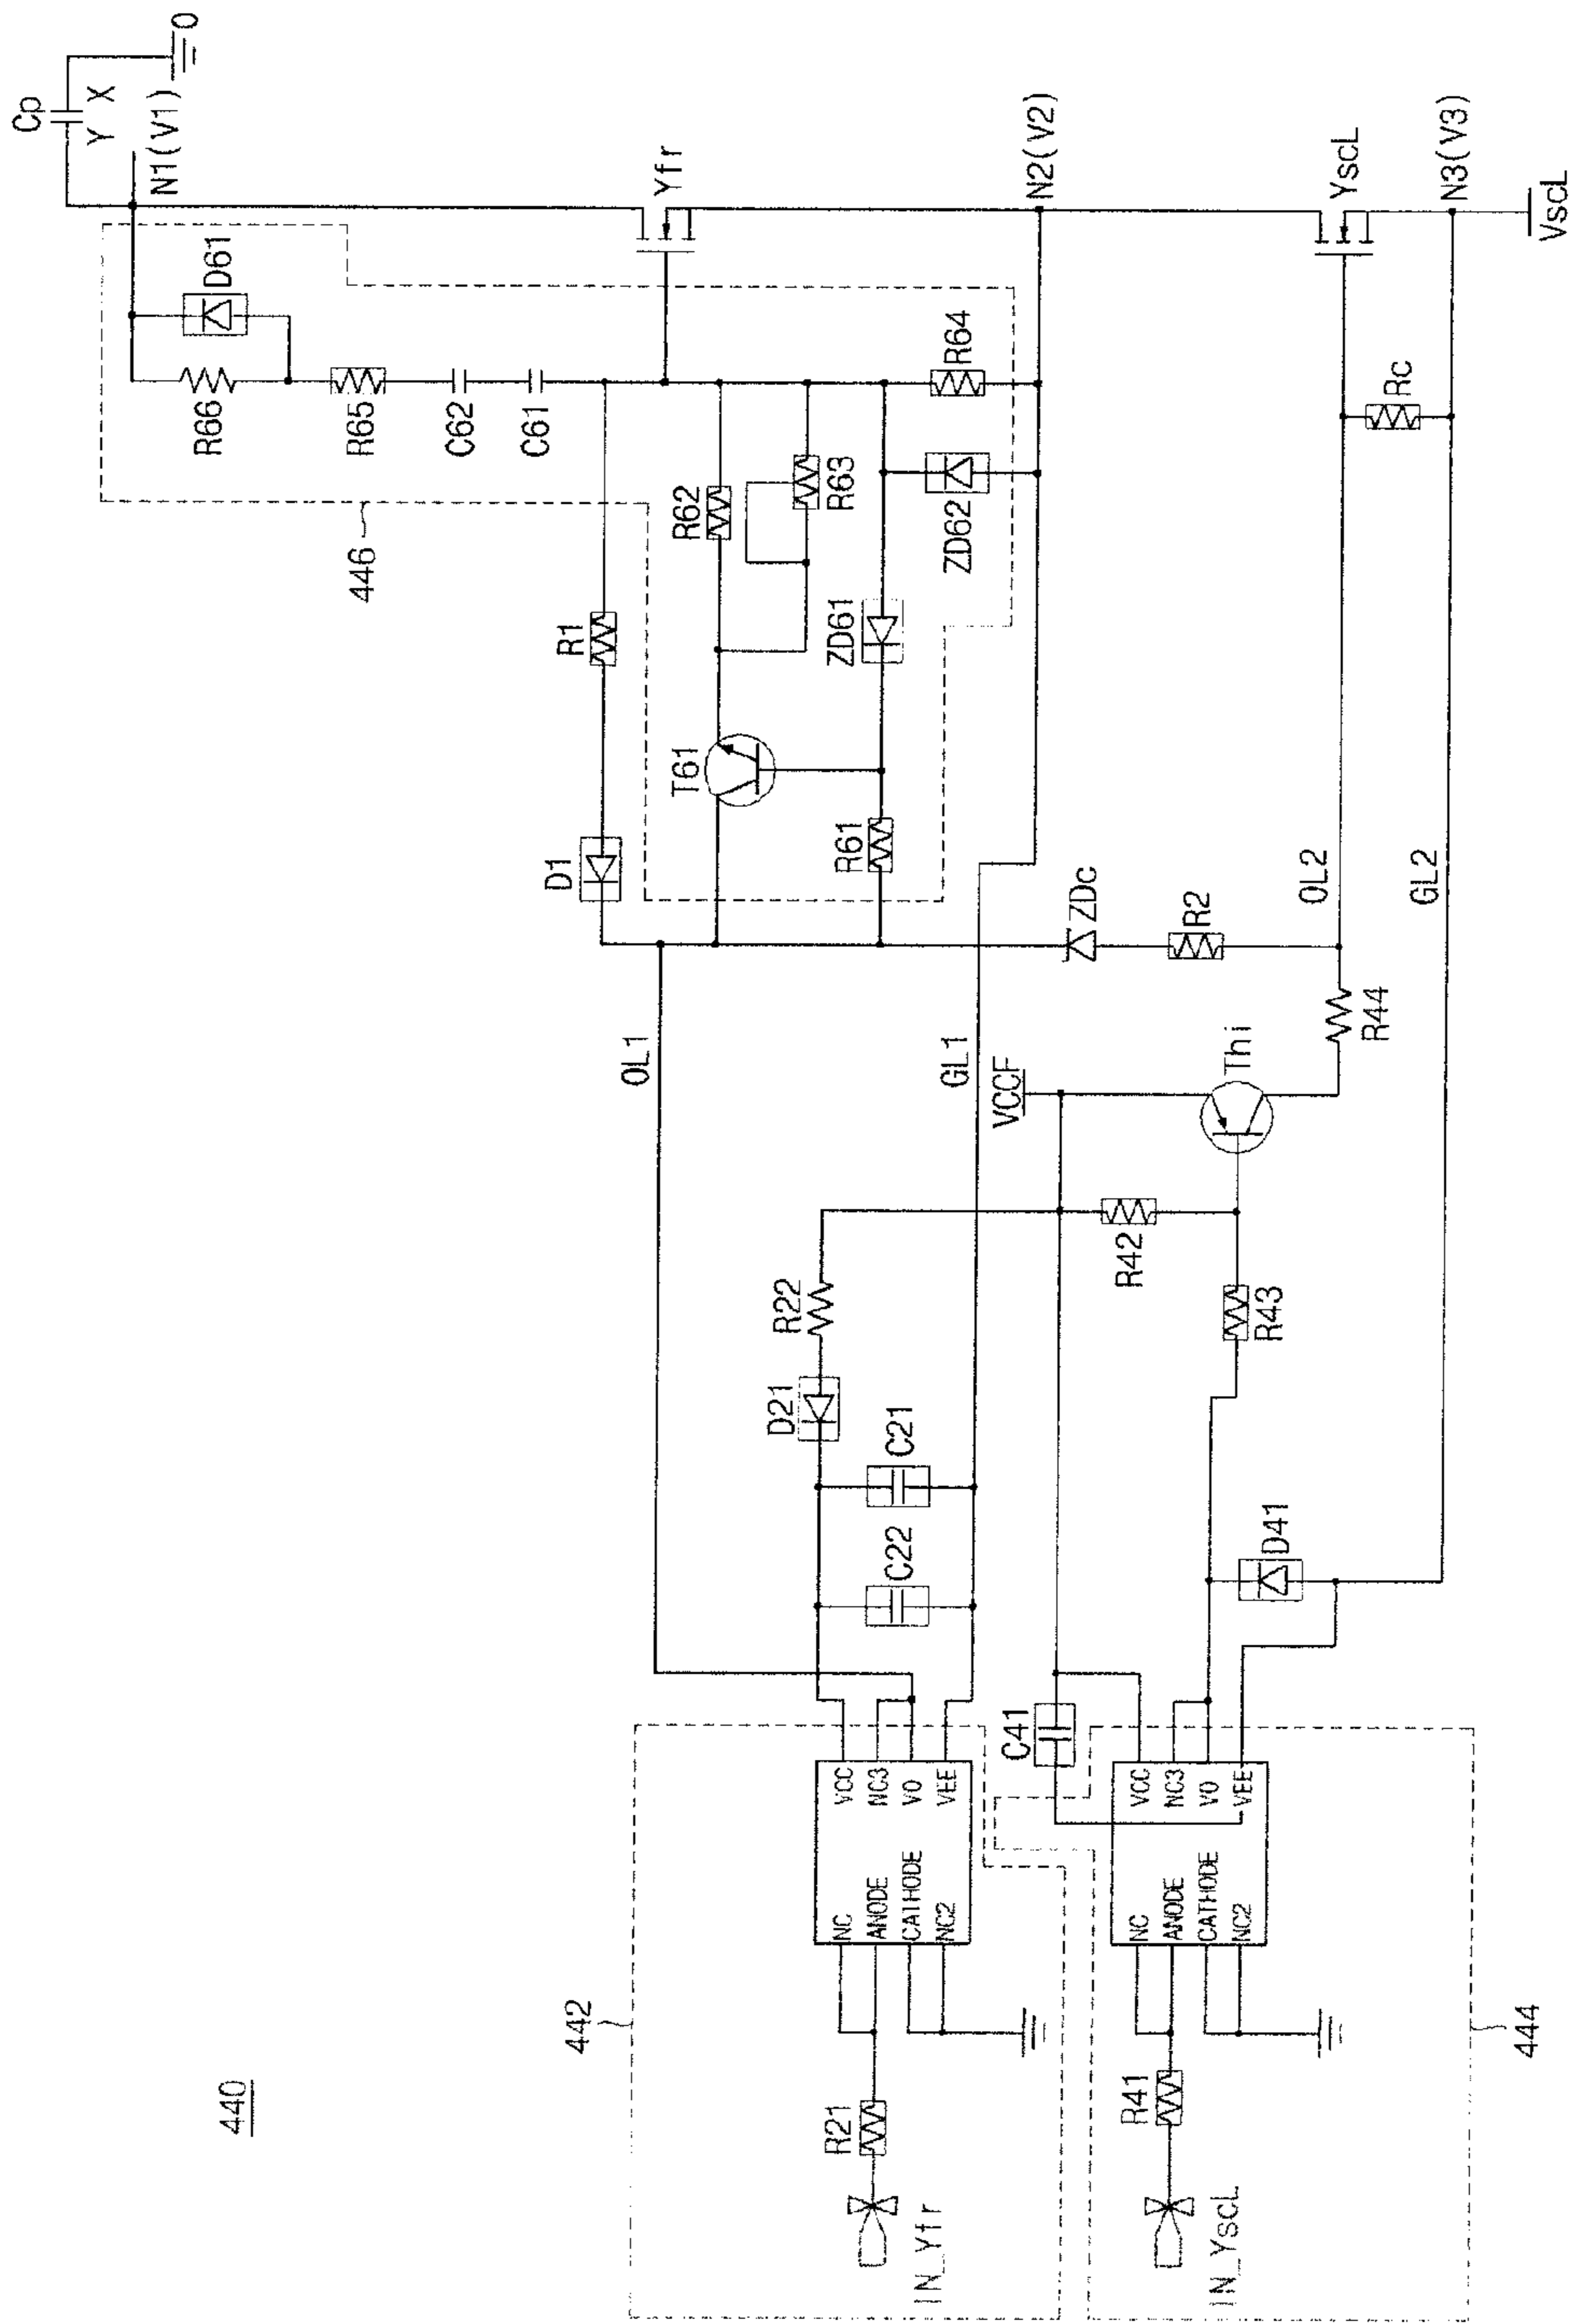 440
Cp
Y X
0
N1(V1)
D61
R66
R65
C62
C61
446
Yfr
R1
D1
R62
R63
T61
ZD61
ZD62
R61
R64
N2(V2)
OL1
GL1
VCCF
ZDc
R2
OL2
GL2
Rc
YscL
N3(V3)
VscL
Thi
R44
R42
R43
R22
D21
C21
C22
D41
C41
442
VCC
NC3
VO
VEE
NC
ANODE
CATHODE
NC2
R21
IN_Yfr
VCC
NC3
VO
VEE
NC
ANODE
CATHODE
NC2
R41
IN_YscL
444